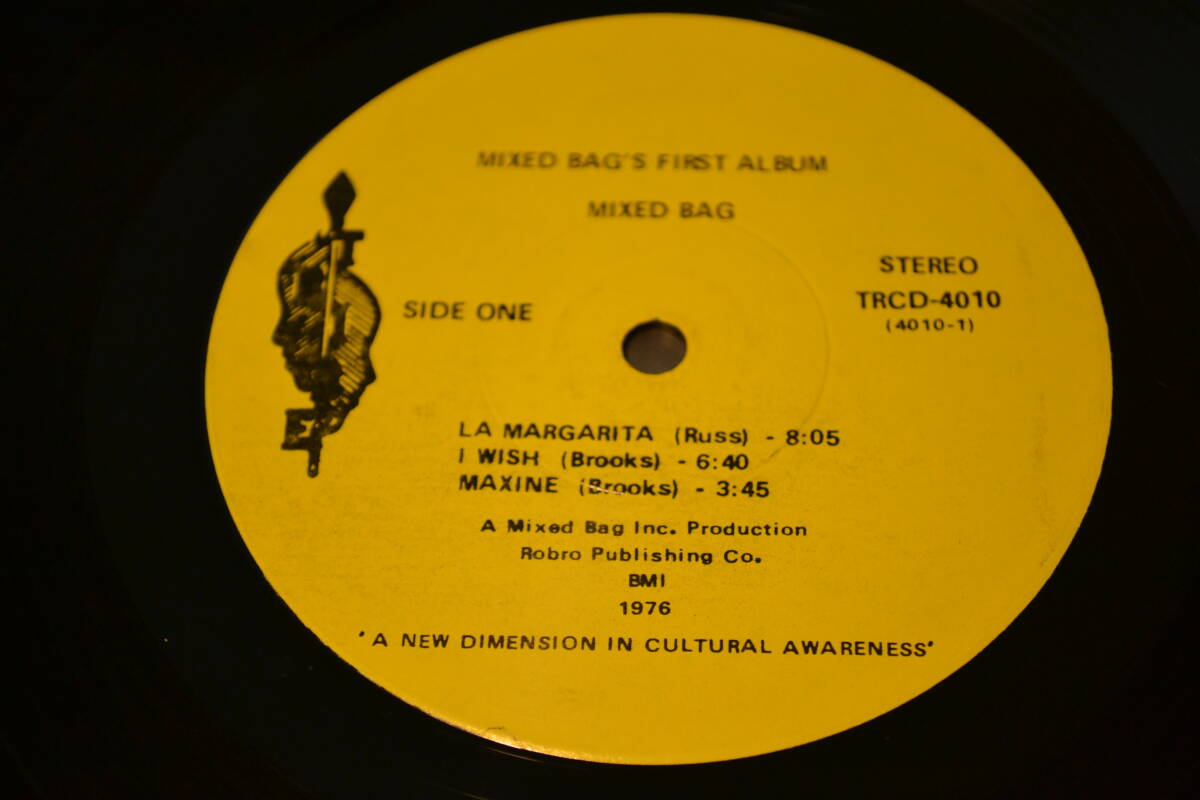 MIXED BAG'S FIRST ALBUM
MIXED BAG
STEREO
TRCD-4010
(4010-1)
SIDE ONE
LA MARGARITA (Russ) - 8:05
I WISH (Brooks) - 6:40
MAXINE (Brooks) - 3:45
A Mixed Bag Inc. Production
Robro Publishing Co.
BMI
1976
'A NEW DIMENSION IN CULTURAL AWARENESS'